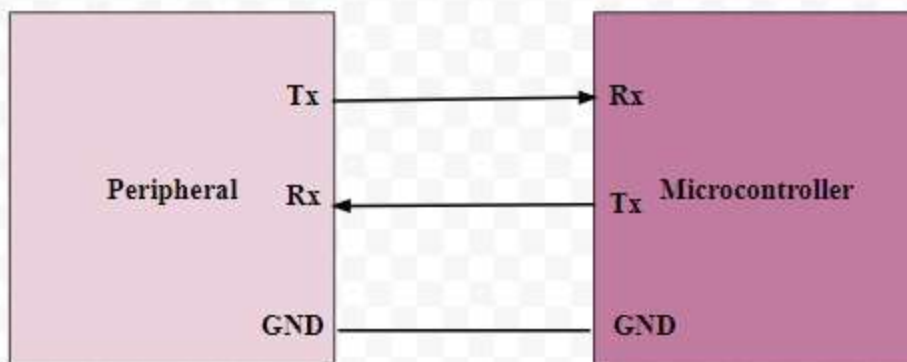 Tx
Rx
Peripheral
Rx
Tx
Microcontroller
GND
GND